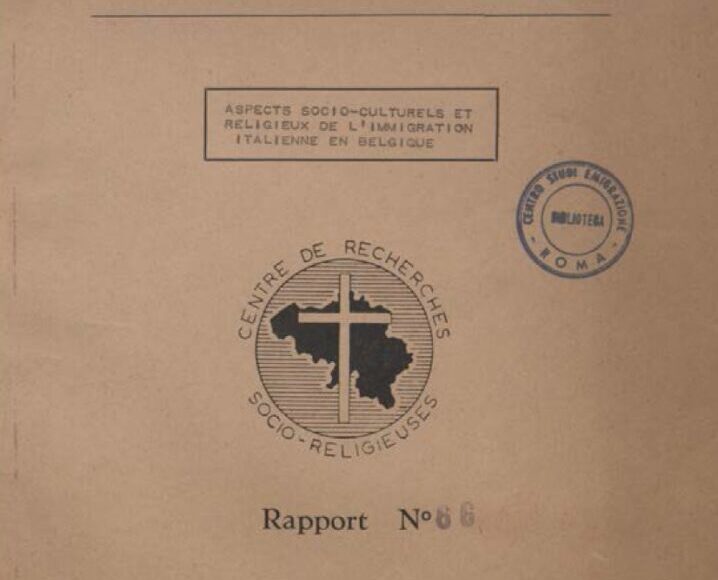 ASPECTS SOCIO-CULTURELS ET
RELIGIEUX DE L'IMMIGRATION
ITALIENNE EN BELGIQUE
CENTRO STUDI EMIGRAZIONE
BIBLIOTECA
- ROMA -
CENTRE DE RECHERCHES
SOCIO-RELIGIEUSES
Rapport N° 66